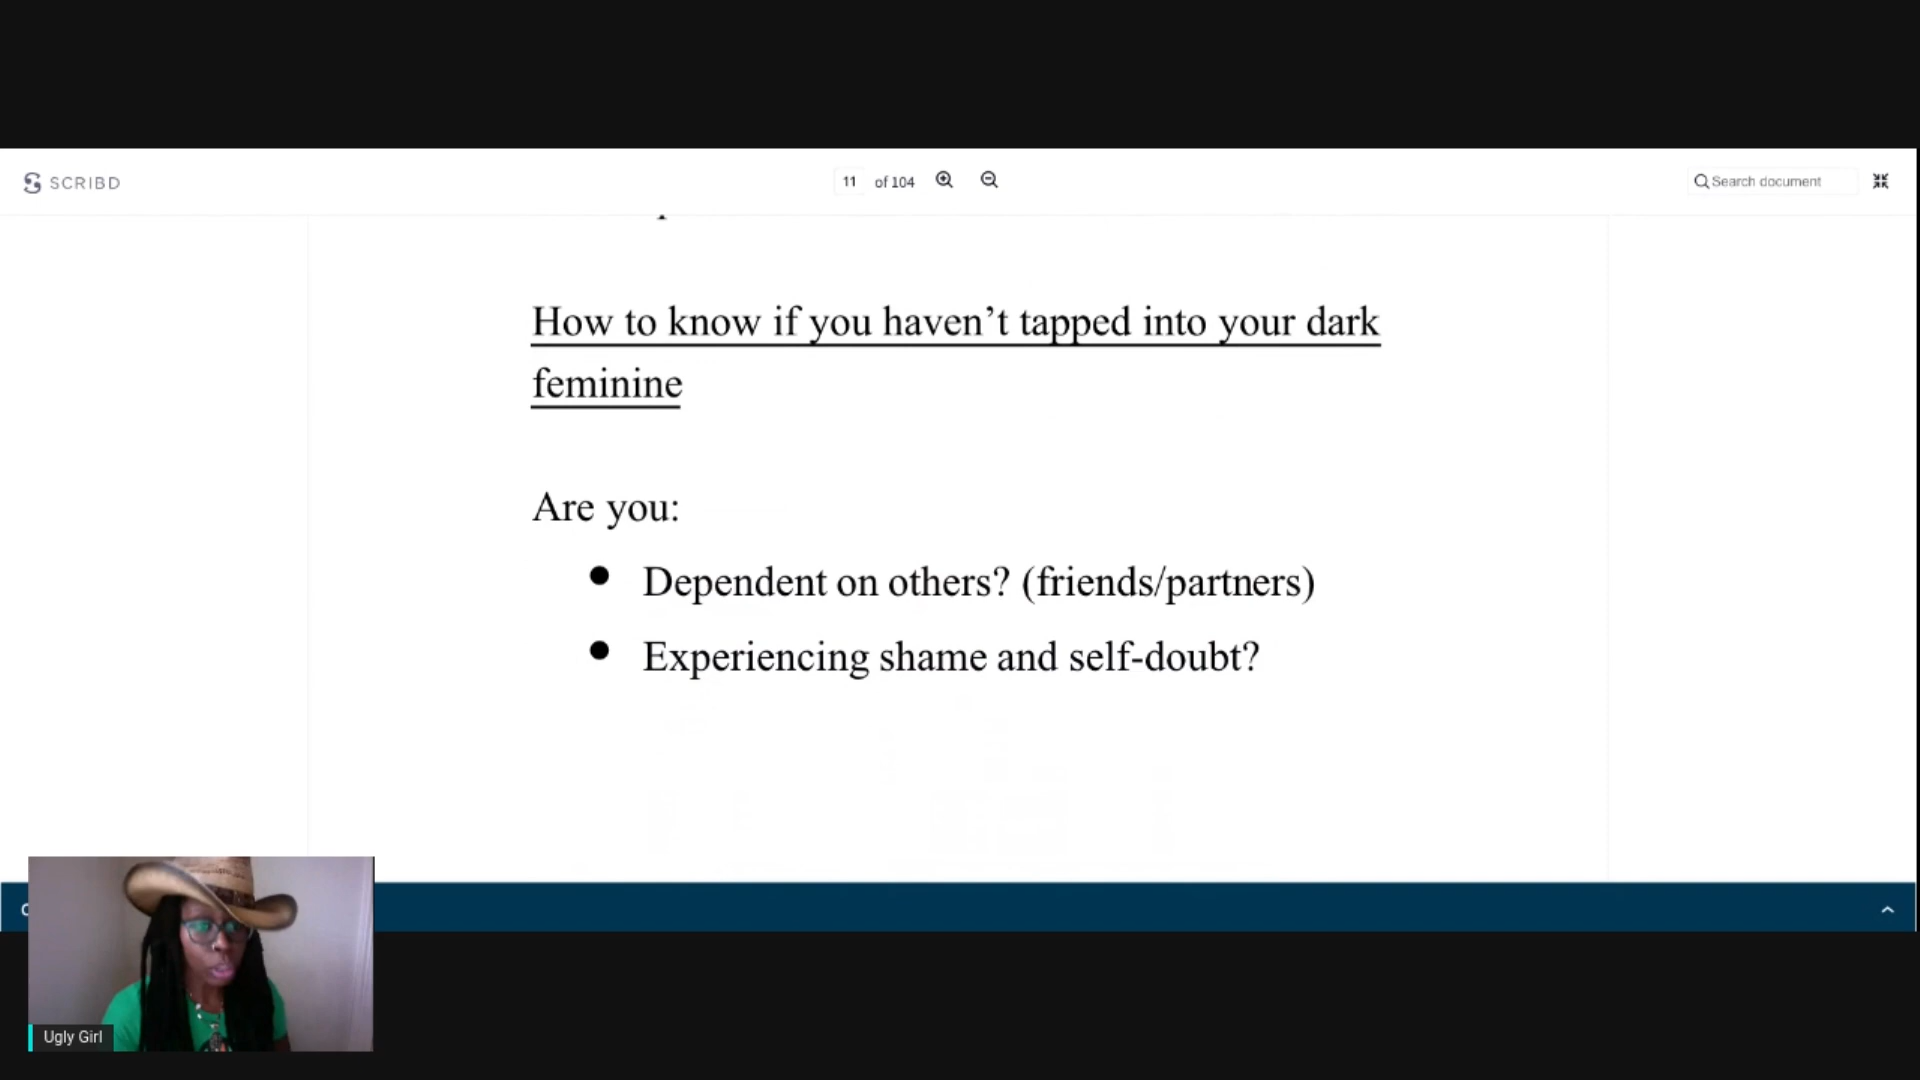 SCRIBD
11 of 104
Search document
How to know if you haven’t tapped into your dark
feminine
Are you:
● Dependent on others? (friends/partners)
● Experiencing shame and self-doubt?
Ugly Girl